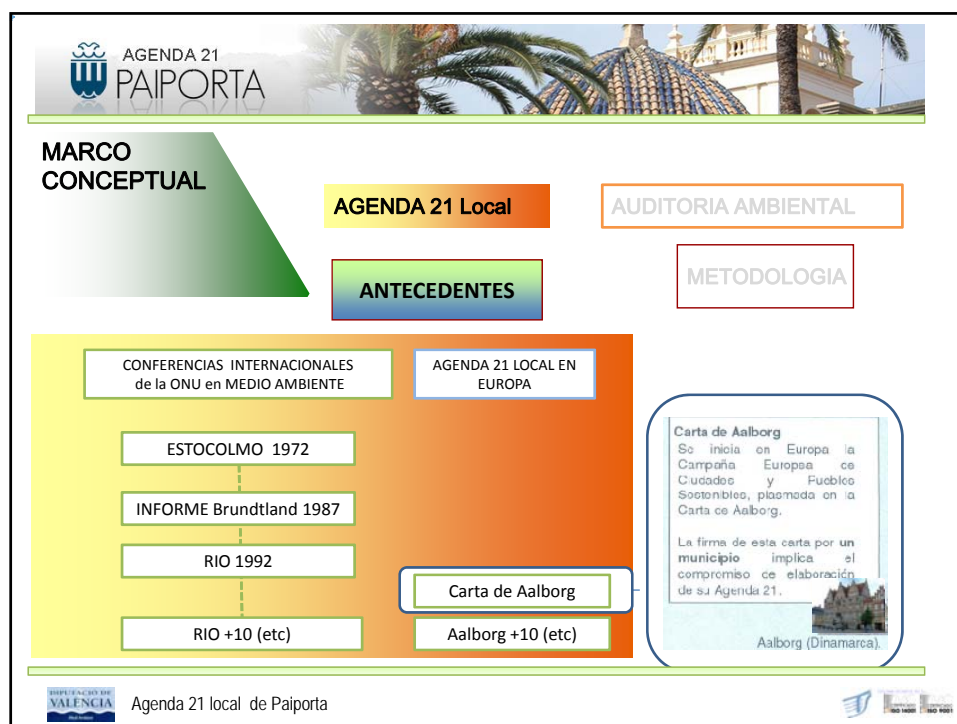 AGENDA 21
PAIPORTA
MARCO
CONCEPTUAL
AGENDA 21 Local
AUDITORIA AMBIENTAL
ANTECEDENTES
METODOLOGIA
CONFERENCIAS INTERNACIONALES
de la ONU en MEDIO AMBIENTE
AGENDA 21 LOCAL EN
EUROPA
ESTOCOLMO 1972
INFORME Brundtland 1987
RIO 1992
RIO +10 (etc)
Carta de Aalborg
Aalborg +10 (etc)
Carta de Aalborg
Se inicia en Europa la
Campaña Europea de
Ciudades y Pueblos
Sostenibles, plasmada en la
Carta de Aalborg.
La firma de esta carta por un
municipio implica el
compromiso de elaboración
de su Agenda 21.
Aalborg (Dinamarca).
DIPUTACIÓ DE
VALÈNCIA
Agenda 21 local de Paiporta
ISO 14001
ISO 9001